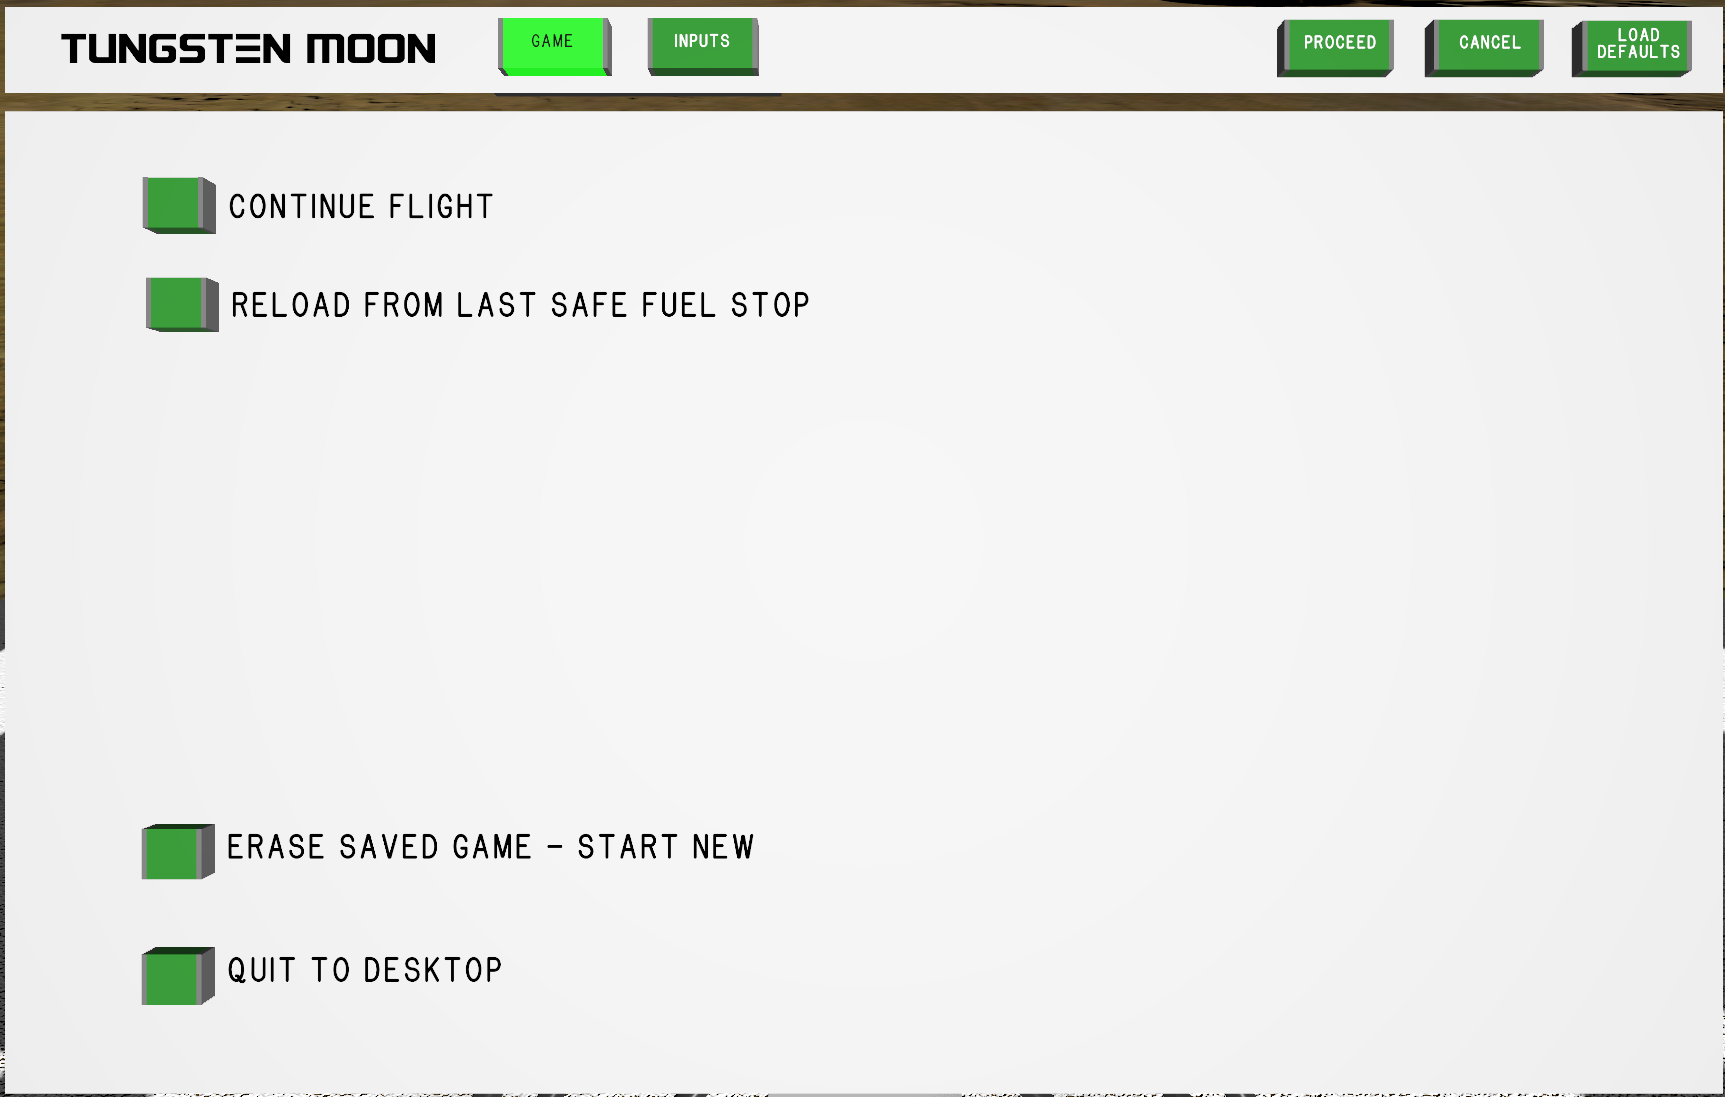 TUNGSTEN MOON
GAME
INPUTS
PROCEED
CANCEL
LOAD
DEFAULTS
CONTINUE FLIGHT
RELOAD FROM LAST SAFE FUEL STOP
ERASE SAVED GAME - START NEW
QUIT TO DESKTOP